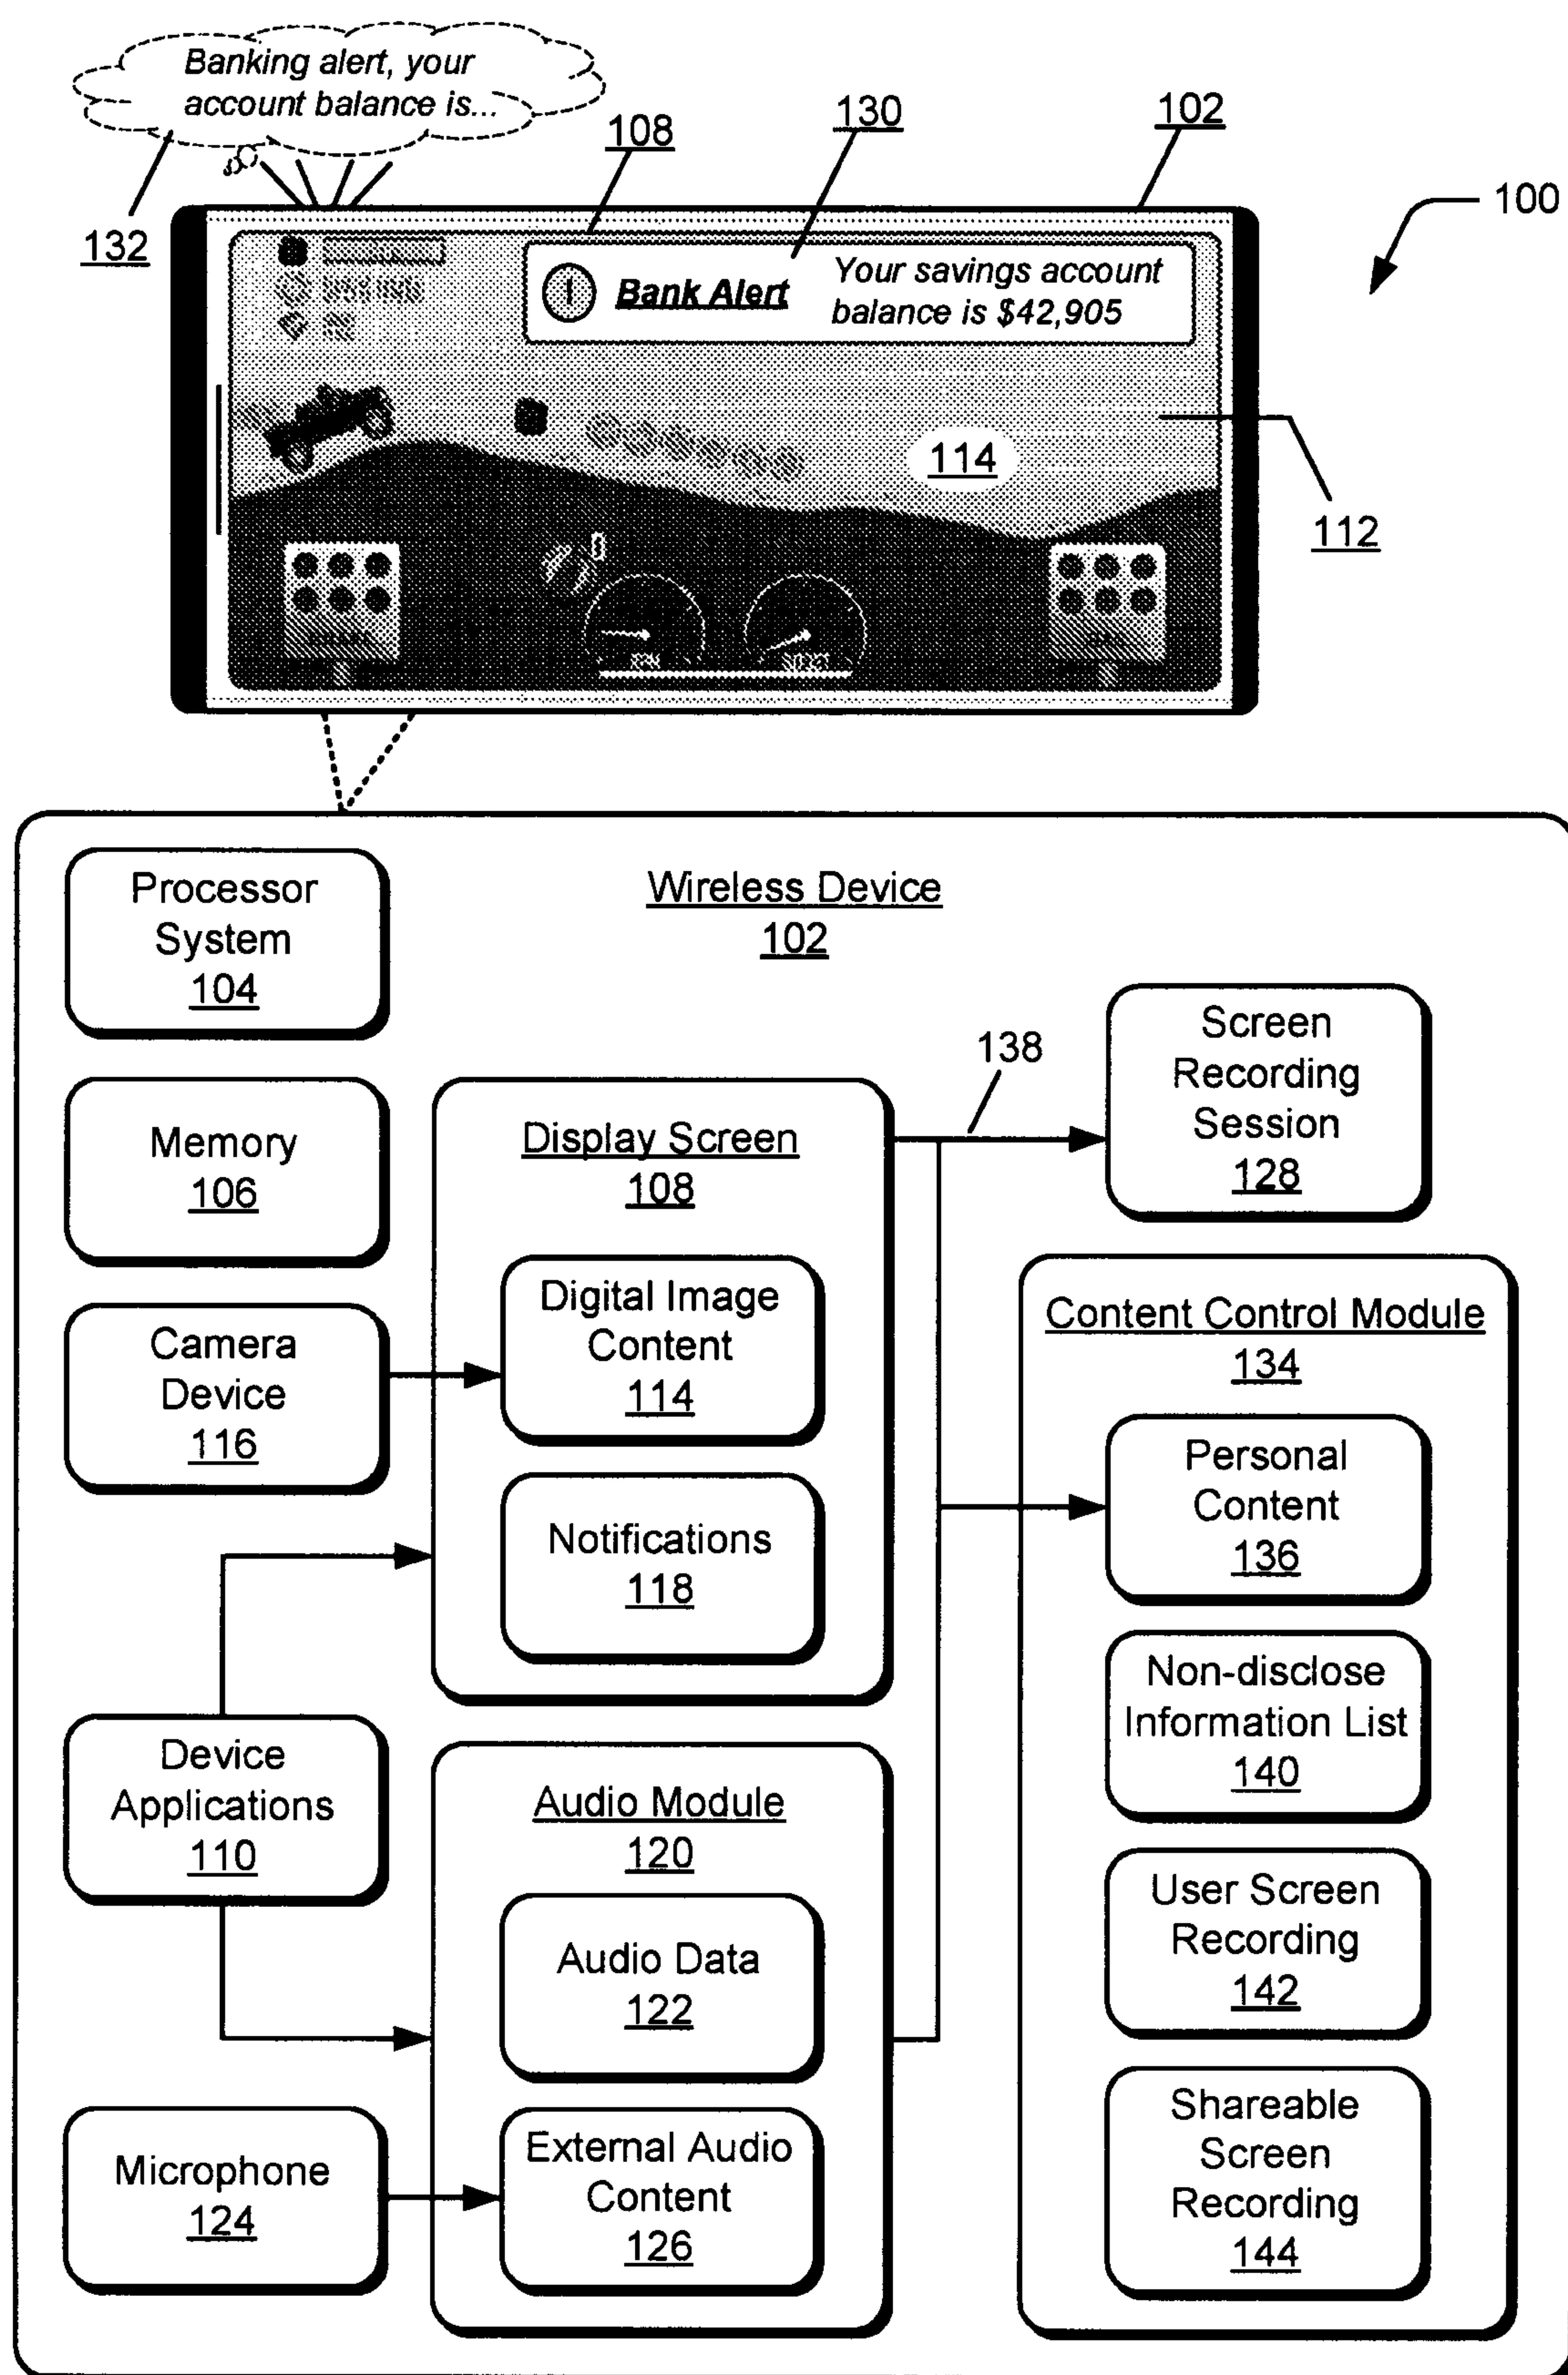 Banking alert, your
account balance is...
132
108
130
102
100
Bank Alert
Your savings account
balance is $42,905
114
112
Wireless Device
102
Processor
System
104
Memory
106
Camera
Device
116
Device
Applications
110
Microphone
124
Display Screen
108
Digital Image
Content
114
Notifications
118
Audio Module
120
Audio Data
122
External Audio
Content
126
138
Screen
Recording
Session
128
Content Control Module
134
Personal
Content
136
Non-disclose
Information List
140
User Screen
Recording
142
Shareable
Screen
Recording
144